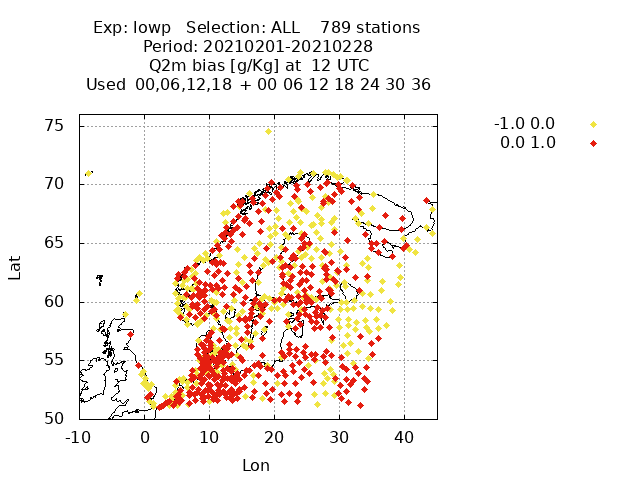 Exp: lowp   Selection: ALL    789 stations
Period: 20210201-20210228
Q2m bias [g/Kg] at  12 UTC
Used  00,06,12,18 + 00 06 12 18 24 30 36
-1.0 0.0
0.0 1.0
75
70
65
60
55
50
Lat
-10 0 10 20 30 40
Lon